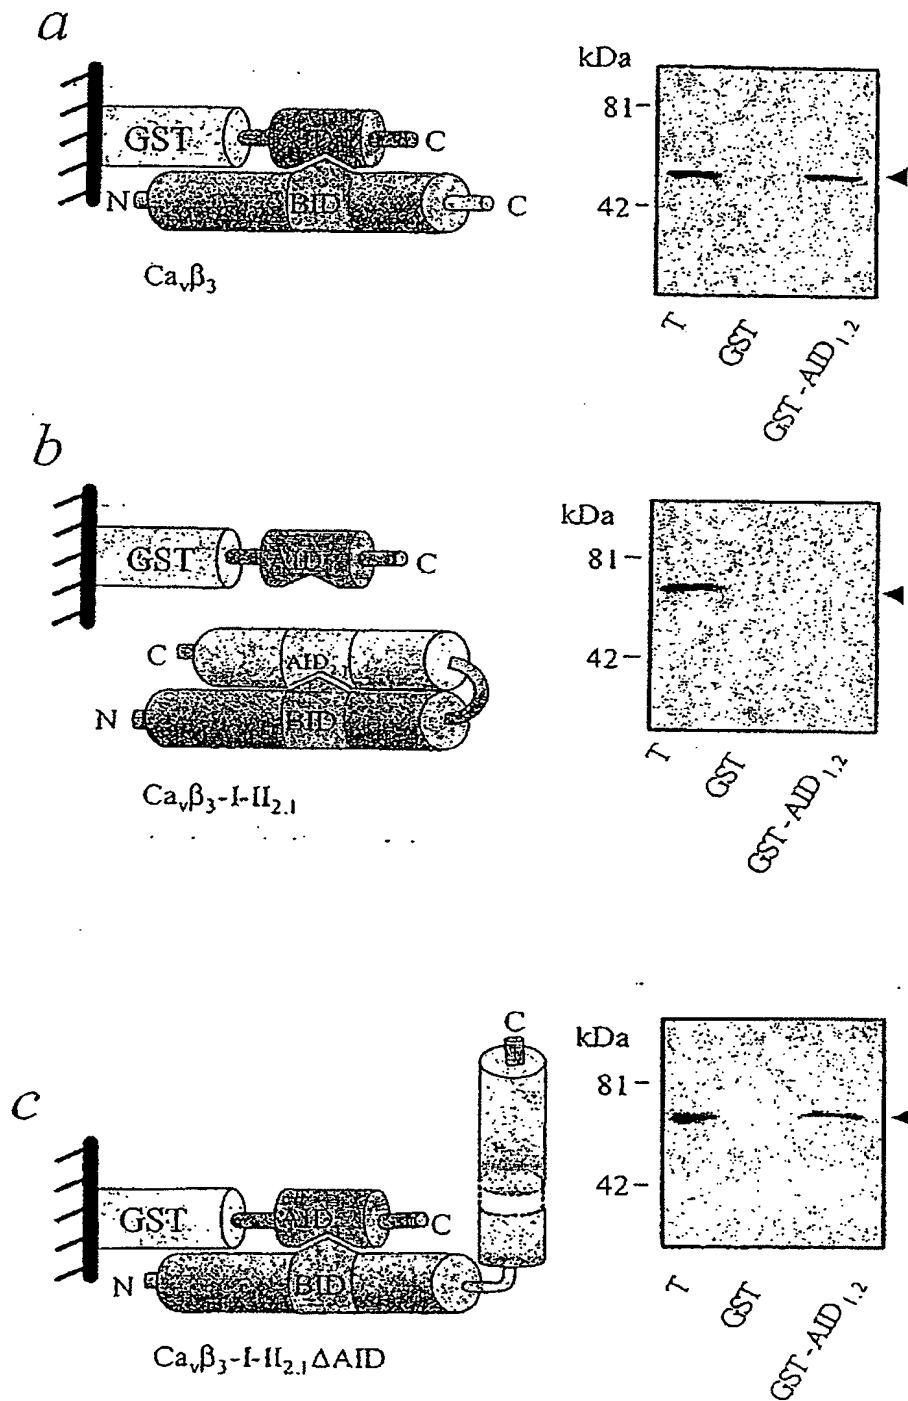 a
GST
C
N
BID
C
Caᵥβ₃
kDa
81
42
T
GST
GST-AID₁.₂
b
GST
AID
C
C
AID₂.₁
N
BID
Caᵥβ₃-I-II₂.₁
kDa
81
42
T
GST
GST-AID₁.₂
c
C
GST
AID
C
N
BID
Caᵥβ₃-I-II₂.₁ΔAID
kDa
81
42
T
GST
GST-AID₁.₂